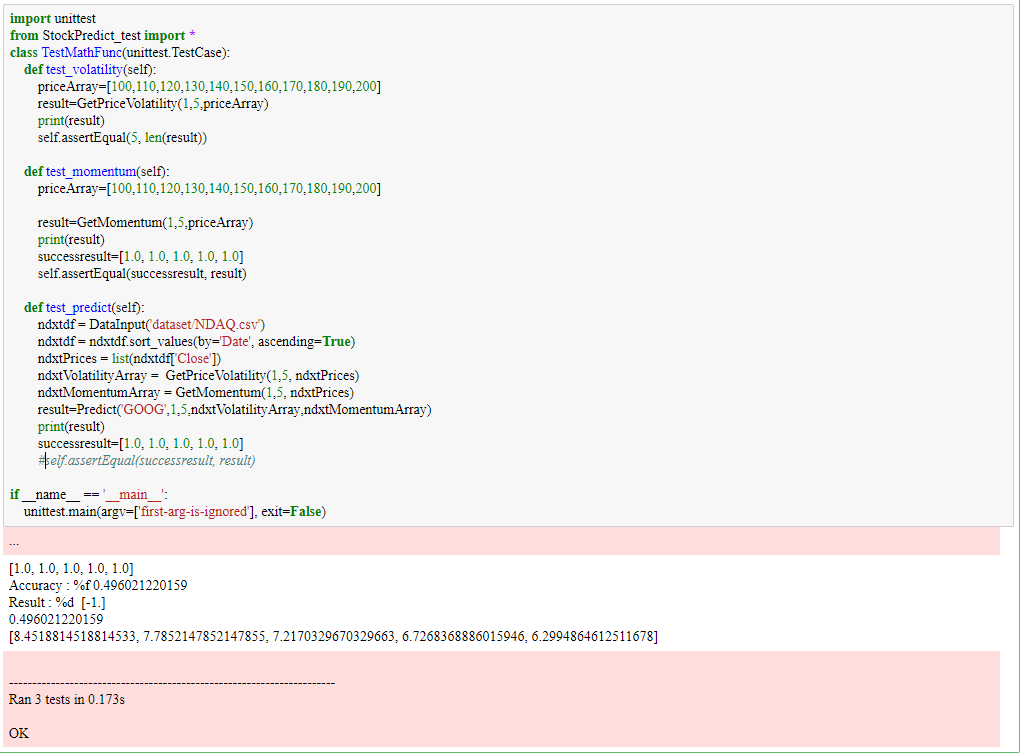 import unittest
from StockPredict_test import *
class TestMathFunc(unittest.TestCase):
    def test_volatility(self):
        priceArray=[100,110,120,130,140,150,160,170,180,190,200]
        result=GetPriceVolatility(1,5,priceArray)
        print(result)
        self.assertEqual(5, len(result))
    def test_momentum(self):
        priceArray=[100,110,120,130,140,150,160,170,180,190,200]
        result=GetMomentum(1,5,priceArray)
        print(result)
        successresult=[1.0, 1.0, 1.0, 1.0, 1.0]
        self.assertEqual(successresult, result)
    def test_predict(self):
        ndxtdf = DataInput('dataset/NDAQ.csv')
        ndxtdf = ndxtdf.sort_values(by='Date', ascending=True)
        ndxtPrices = list(ndxtdf['Close'])
        ndxtVolatilityArray =  GetPriceVolatility(1,5, ndxtPrices)
        ndxtMomentumArray = GetMomentum(1,5, ndxtPrices)
        result=Predict('GOOG',1,5,ndxtVolatilityArray,ndxtMomentumArray)
        print(result)
        successresult=[1.0, 1.0, 1.0, 1.0, 1.0]
        #self.assertEqual(successresult, result)
if __name__ == '__main__':
    unittest.main(argv=['first-arg-is-ignored'], exit=False)
...
[1.0, 1.0, 1.0, 1.0, 1.0]
Accuracy : %f 0.496021220159
Result : %d  [-1.]
0.496021220159
[8.4518814518814533, 7.7852147852147855, 7.2170329670329663, 6.7268368886015946, 6.2994864612511678]
----------------------------------------------------------------------
Ran 3 tests in 0.173s
OK